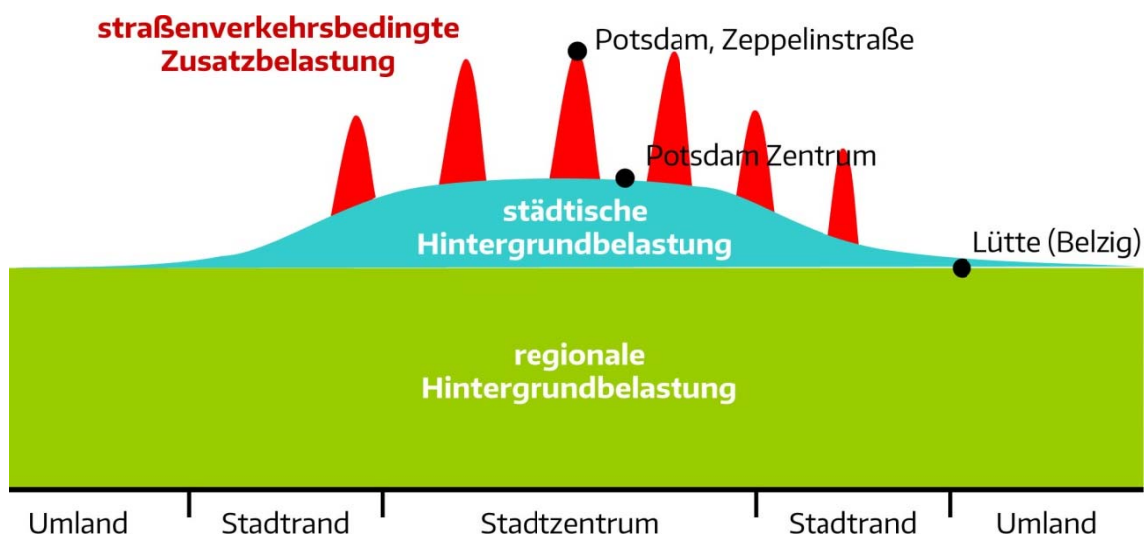 straßenverkehrsbedingte
Zusatzbelastung
Potsdam, Zeppelinstraße
Potsdam Zentrum
städtische
Hintergrundbelastung
Lütte (Belzig)
regionale
Hintergrundbelastung
Umland Stadtrand Stadtzentrum Stadtrand Umland